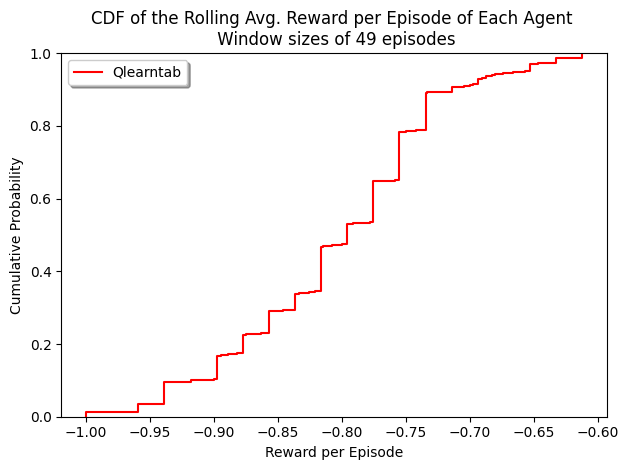 CDF of the Rolling Avg. Reward per Episode of Each Agent
Window sizes of 49 episodes
Qlearntab
Cumulative Probability
1.0
0.8
0.6
0.4
0.2
0.0
−1.00 −0.95 −0.90 −0.85 −0.80 −0.75 −0.70 −0.65 −0.60
Reward per Episode